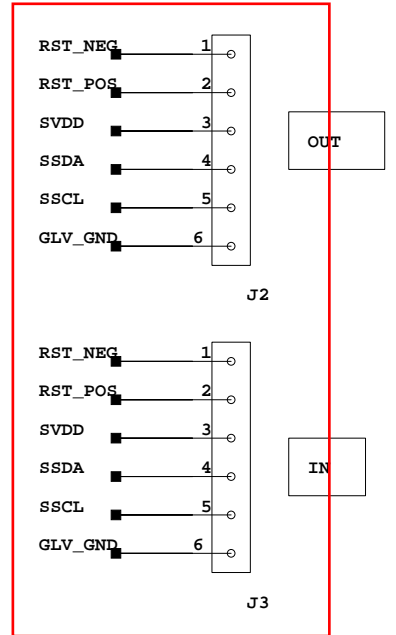 RST_NEG 1
RST_POS 2
SVDD 3
OUT
SSDA 4
SSCL 5
GLV_GND 6
J2
RST_NEG 1
RST_POS 2
SVDD 3
SSDA 4
IN
SSCL 5
GLV_GND 6
J3